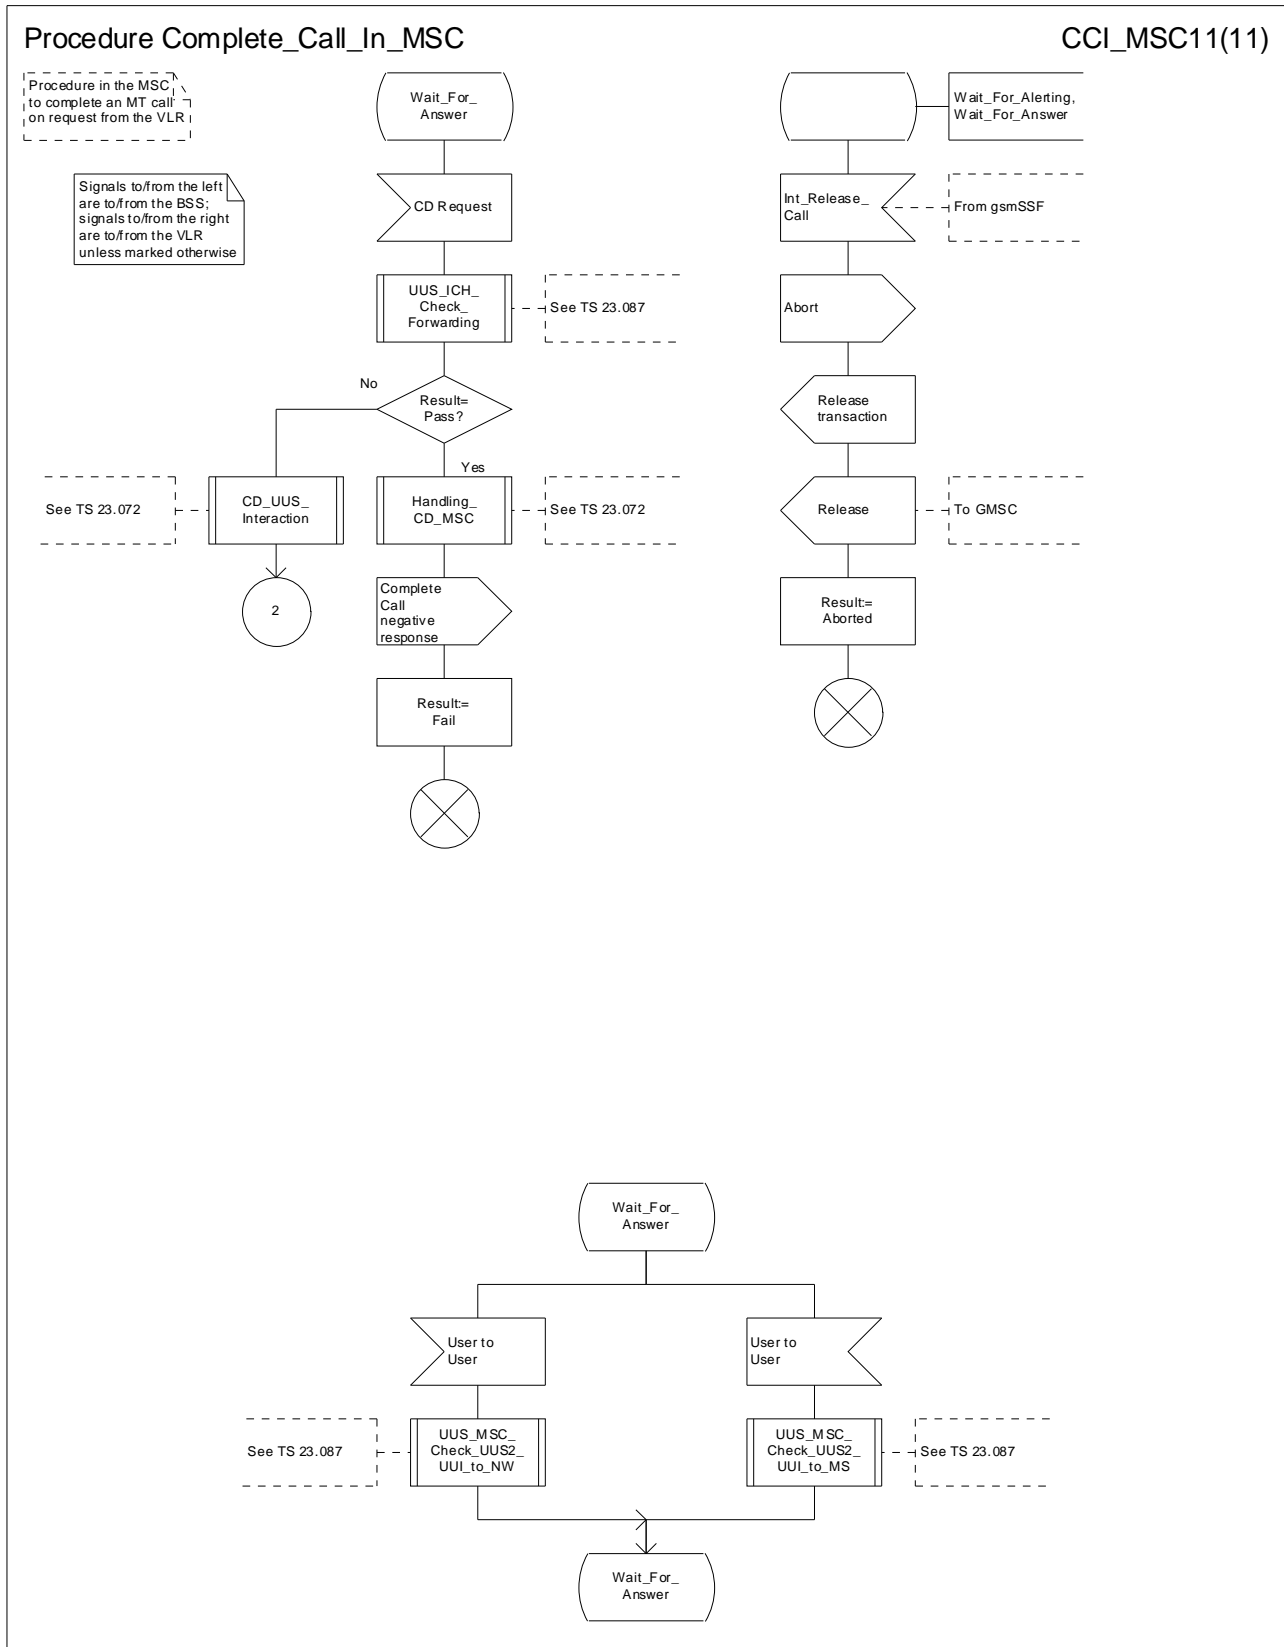 Procedure Complete_Call_In_MSC
CCI_MSC11(11)
Procedure in the MSC
to complete an MT call
on request from the VLR
Signals to/from the left
are to/from the BSS;
signals to/from the right
are to/from the VLR
unless marked otherwise
Wait_For_
Answer
CD Request
UUS_ICH_
Check_
Forwarding
See TS 23.087
No
Result=
Pass?
Yes
See TS 23.072
CD_UUS_
Interaction
2
Handling_
CD_MSC
See TS 23.072
Complete
Call
negative
response
Result:=
Fail
Wait_For_Alerting,
Wait_For_Answer
Int_Release_
Call
From gsmSSF
Abort
Release
transaction
Release
To GMSC
Result:=
Aborted
Wait_For_
Answer
User to
User
User to
User
See TS 23.087
UUS_MSC_
Check_UUS2_
UUI_to_NW
UUS_MSC_
Check_UUS2_
UUI_to_MS
See TS 23.087
Wait_For_
Answer